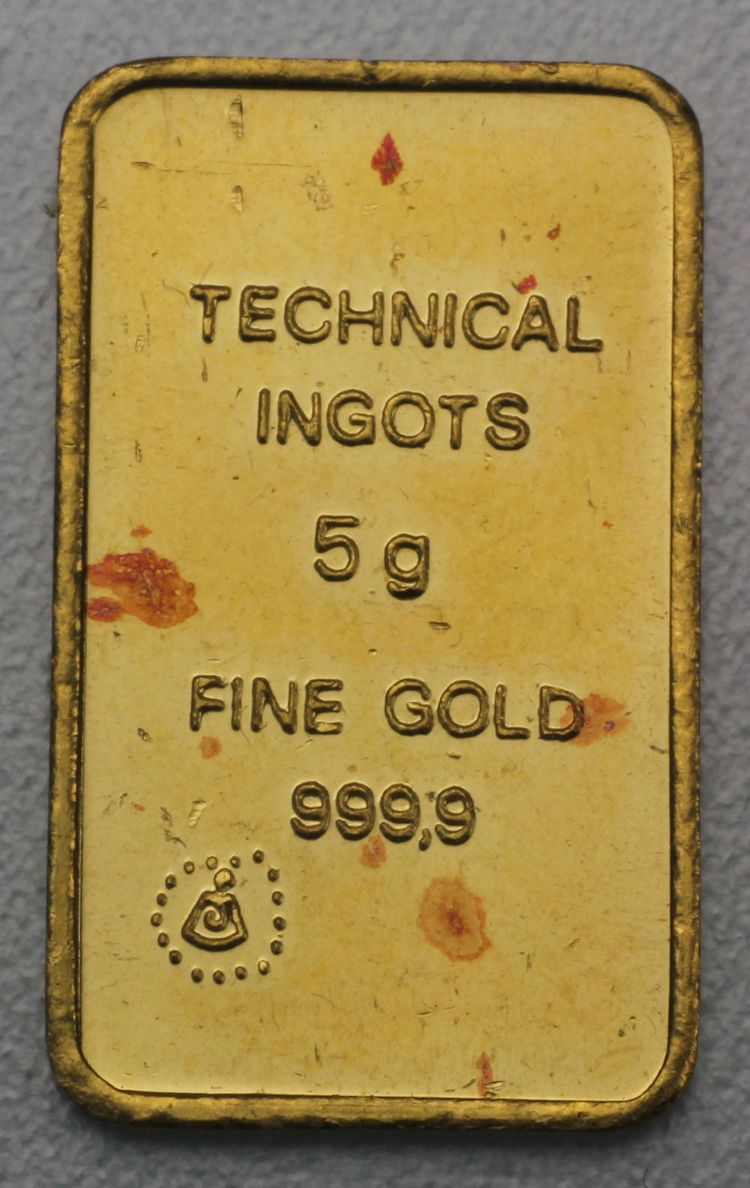 TECHNICAL
INGOTS
5 g
FINE GOLD
999,9